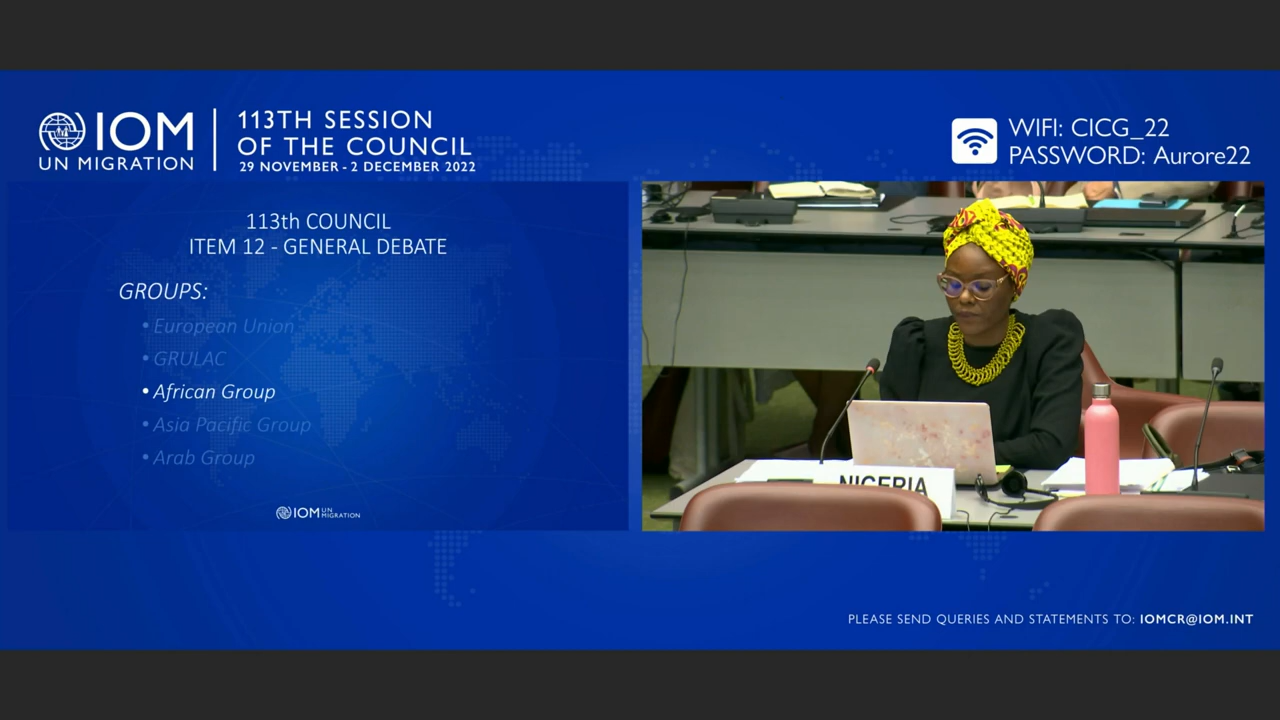 IOM
UN MIGRATION
113TH SESSION
OF THE COUNCIL
29 NOVEMBER - 2 DECEMBER 2022
WIFI: CICG_22
PASSWORD: Aurore22
113th COUNCIL
ITEM 12 - GENERAL DEBATE
GROUPS:
• European Union
• GRULAC
• African Group
• Asia Pacific Group
• Arab Group
IOM UN MIGRATION
NIGERIA
PLEASE SEND QUERIES AND STATEMENTS TO: IOMCR@IOM.INT